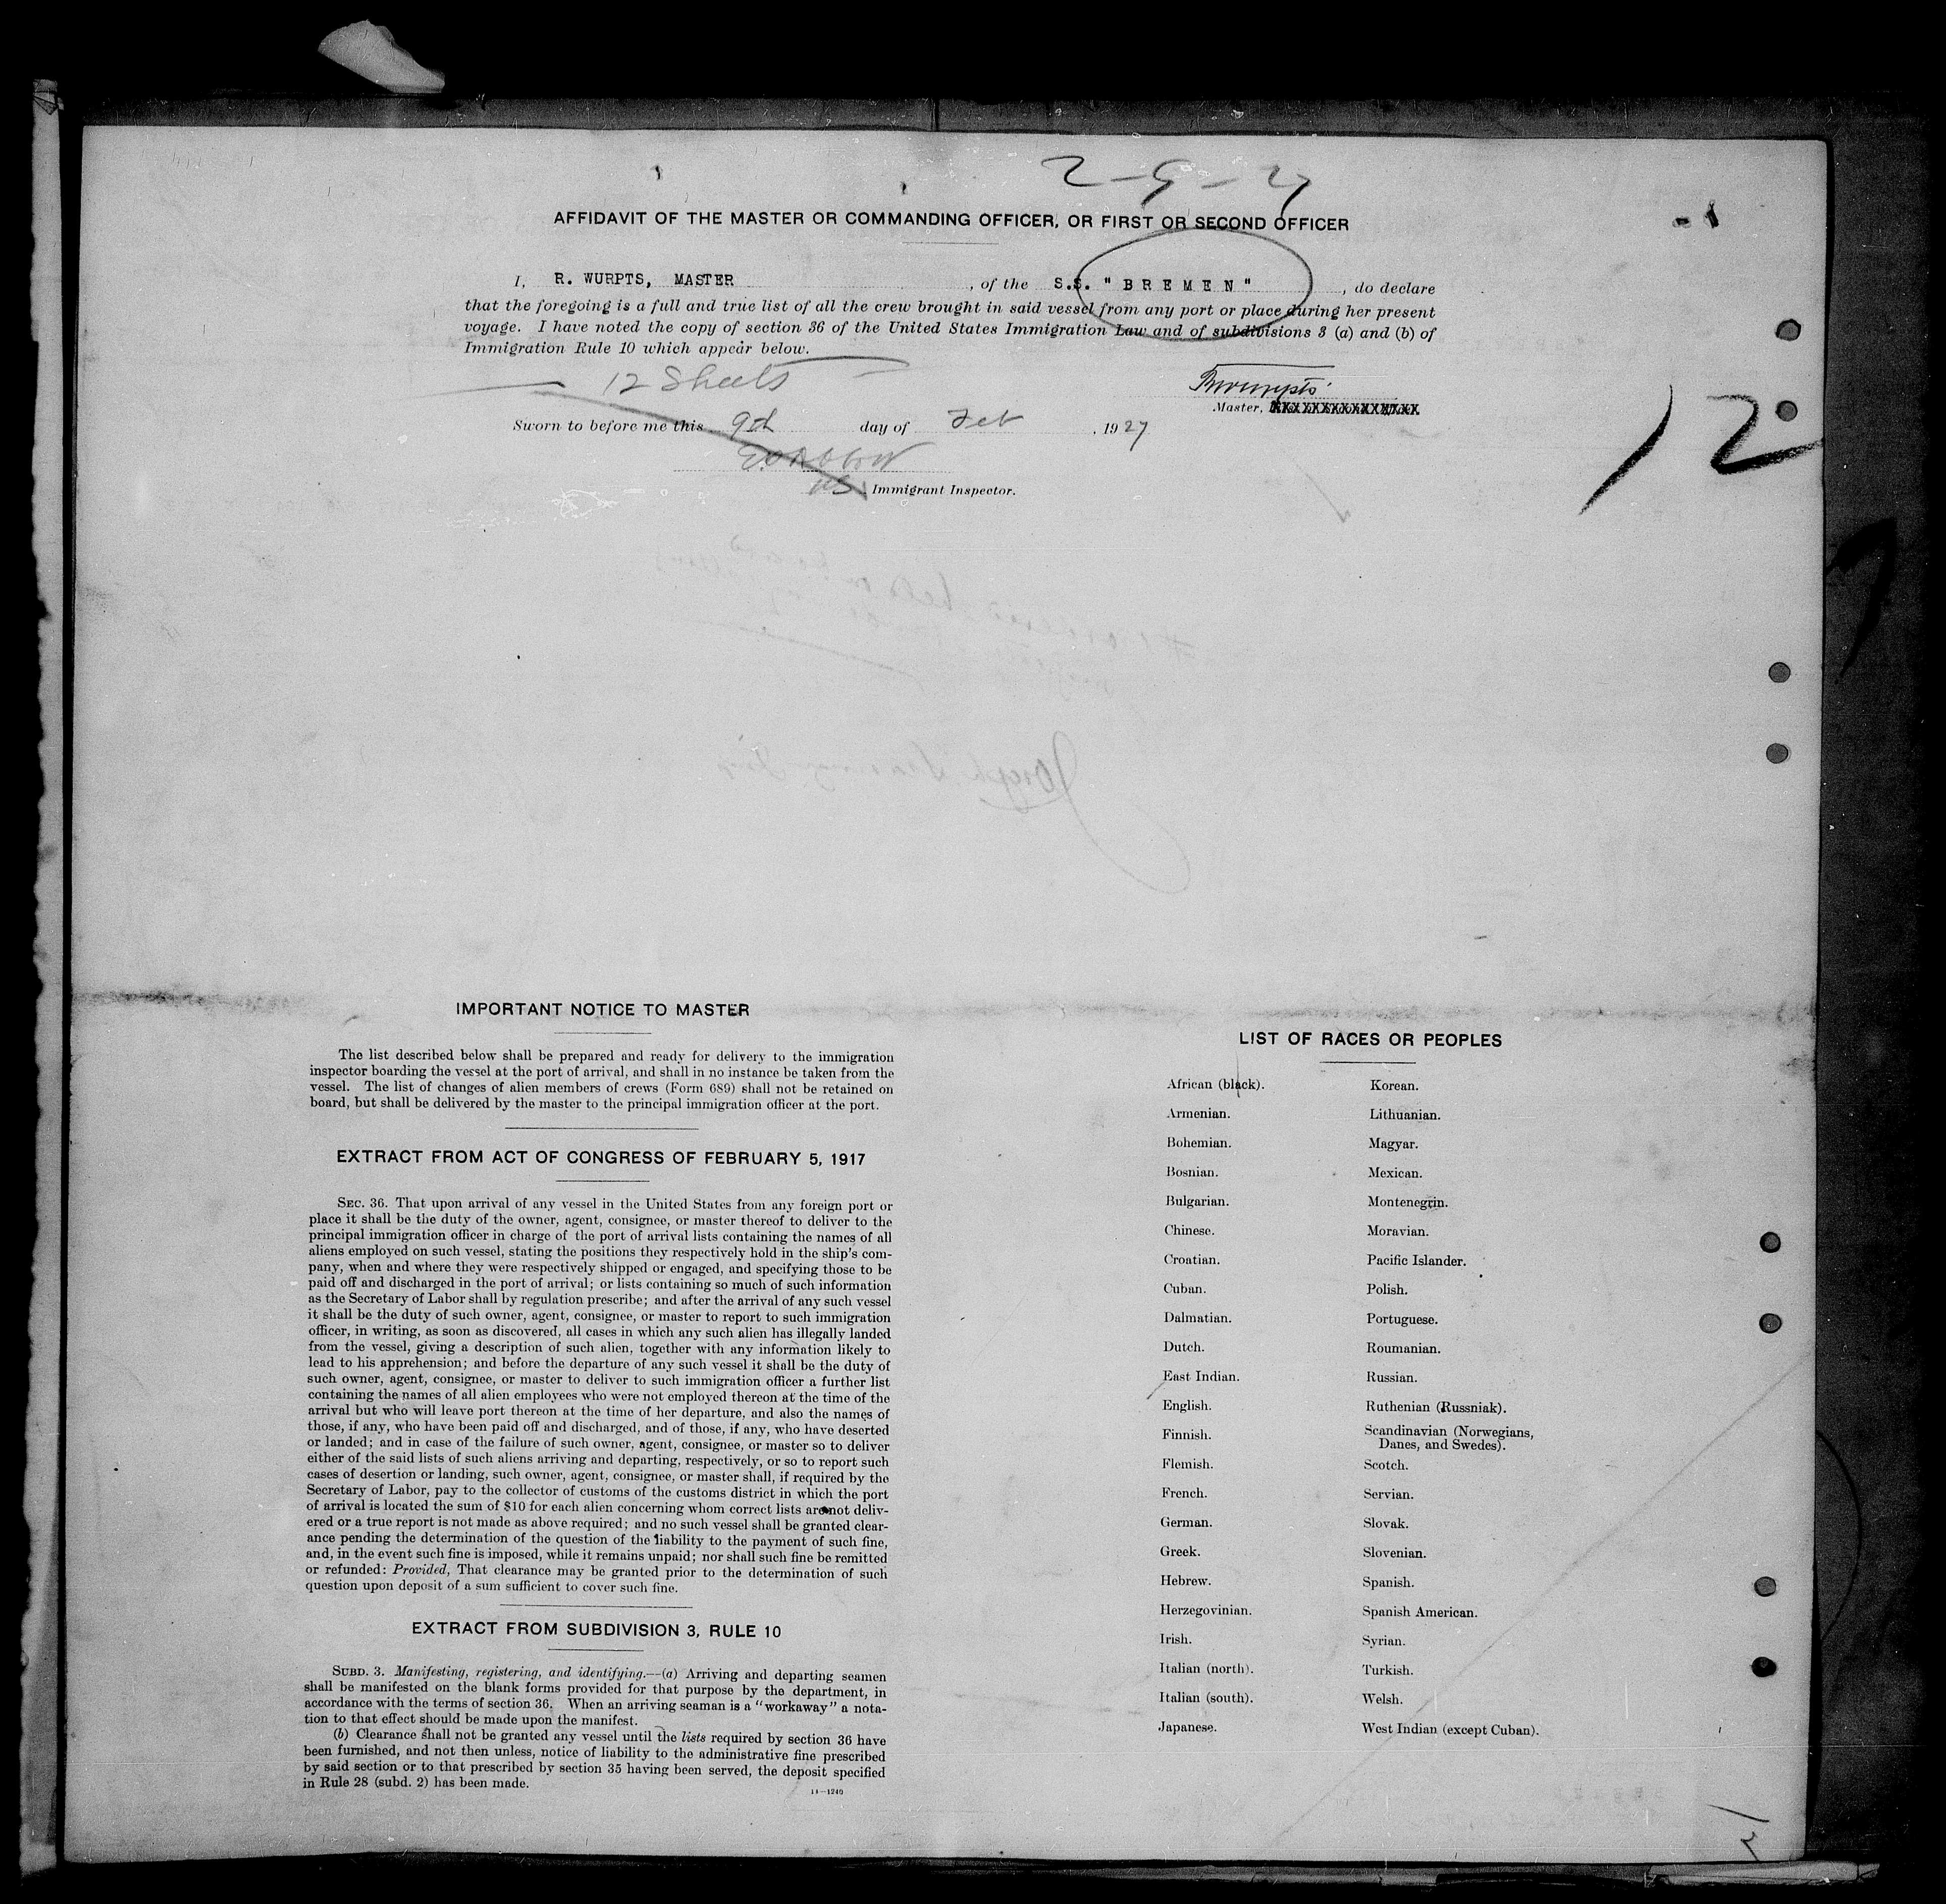 2-9-27
AFFIDAVIT OF THE MASTER OR COMMANDING OFFICER, OR FIRST OR SECOND OFFICER
I, R. WURPTS, MASTER, of the S.S. "BREMEN", do declare
that the foregoing is a full and true list of all the crew brought in said vessel from any port or place during her present
voyage. I have noted the copy of section 36 of the United States Immigration Law and of subdivisions 3 (a) and (b) of
Immigration Rule 10 which appear below.
12 Sheets
Rwurpts
Master, XXXXXXXXXXXXXXXX
12
Sworn to before me this 9th day of Feb, 1927
Immigrant Inspector.
IMPORTANT NOTICE TO MASTER
The list described below shall be prepared and ready for delivery to the immigration
inspector boarding the vessel at the port of arrival, and shall in no instance be taken from the
vessel. The list of changes of alien members of crews (Form 689) shall not be retained on
board, but shall be delivered by the master to the principal immigration officer at the port.
EXTRACT FROM ACT OF CONGRESS OF FEBRUARY 5, 1917
SEC. 36. That upon arrival of any vessel in the United States from any foreign port or
place it shall be the duty of the owner, agent, consignee, or master thereof to deliver to the
principal immigration officer in charge of the port of arrival lists containing the names of all
aliens employed on such vessel, stating the positions they respectively hold in the ship's com-
pany, when and where they were respectively shipped or engaged, and specifying those to be
paid off and discharged in the port of arrival; or lists containing so much of such information
as the Secretary of Labor shall by regulation prescribe; and after the arrival of any such vessel
it shall be the duty of such owner, agent, consignee, or master to report to such immigration
officer, in writing, as soon as discovered, all cases in which any such alien has illegally landed
from the vessel, giving a description of such alien, together with any information likely to
lead to his apprehension; and before the departure of any such vessel it shall be the duty of
such owner, agent, consignee, or master to deliver to such immigration officer a further list
containing the names of all alien employees who were not employed thereon at the time of the
arrival but who will leave port thereon at the time of her departure, and also the names of
those, if any, who have been paid off and discharged, and of those, if any, who have deserted
or landed; and in case of the failure of such owner, agent, consignee, or master so to deliver
either of the said lists of such aliens arriving and departing, respectively, or so to report such
cases of desertion or landing, such owner, agent, consignee, or master shall, if required by the
Secretary of Labor, pay to the collector of customs of the customs district in which the port
of arrival is located the sum of $10 for each alien concerning whom correct lists are not deliv-
ered or a true report is not made as above required; and no such vessel shall be granted clear-
ance pending the determination of the question of the liability to the payment of such fine,
and, in the event such fine is imposed, while it remains unpaid; nor shall such fine be remitted
or refunded: Provided, That clearance may be granted prior to the determination of such
question upon deposit of a sum sufficient to cover such fine.
EXTRACT FROM SUBDIVISION 3, RULE 10
SUBD. 3. Manifesting, registering, and identifying.—(a) Arriving and departing seamen
shall be manifested on the blank forms provided for that purpose by the department, in
accordance with the terms of section 36. When an arriving seaman is a "workaway" a nota-
tion to that effect should be made upon the manifest.
(b) Clearance shall not be granted any vessel until the lists required by section 36 have
been furnished, and not then unless, notice of liability to the administrative fine prescribed
by said section or to that prescribed by section 35 having been served, the deposit specified
in Rule 28 (subd. 2) has been made.
14—1240
LIST OF RACES OR PEOPLES
African (black).
Armenian.
Bohemian.
Bosnian.
Bulgarian.
Chinese.
Croatian.
Cuban.
Dalmatian.
Dutch.
East Indian.
English.
Finnish.
Flemish.
French.
German.
Greek.
Hebrew.
Herzegovinian.
Irish.
Italian (north).
Italian (south).
Japanese.
Korean.
Lithuanian.
Magyar.
Mexican.
Montenegrin.
Moravian.
Pacific Islander.
Polish.
Portuguese.
Roumanian.
Russian.
Ruthenian (Russniak).
Scandinavian (Norwegians,
Danes, and Swedes).
Scotch.
Servian.
Slovak.
Slovenian.
Spanish.
Spanish American.
Syrian.
Turkish.
Welsh.
West Indian (except Cuban).